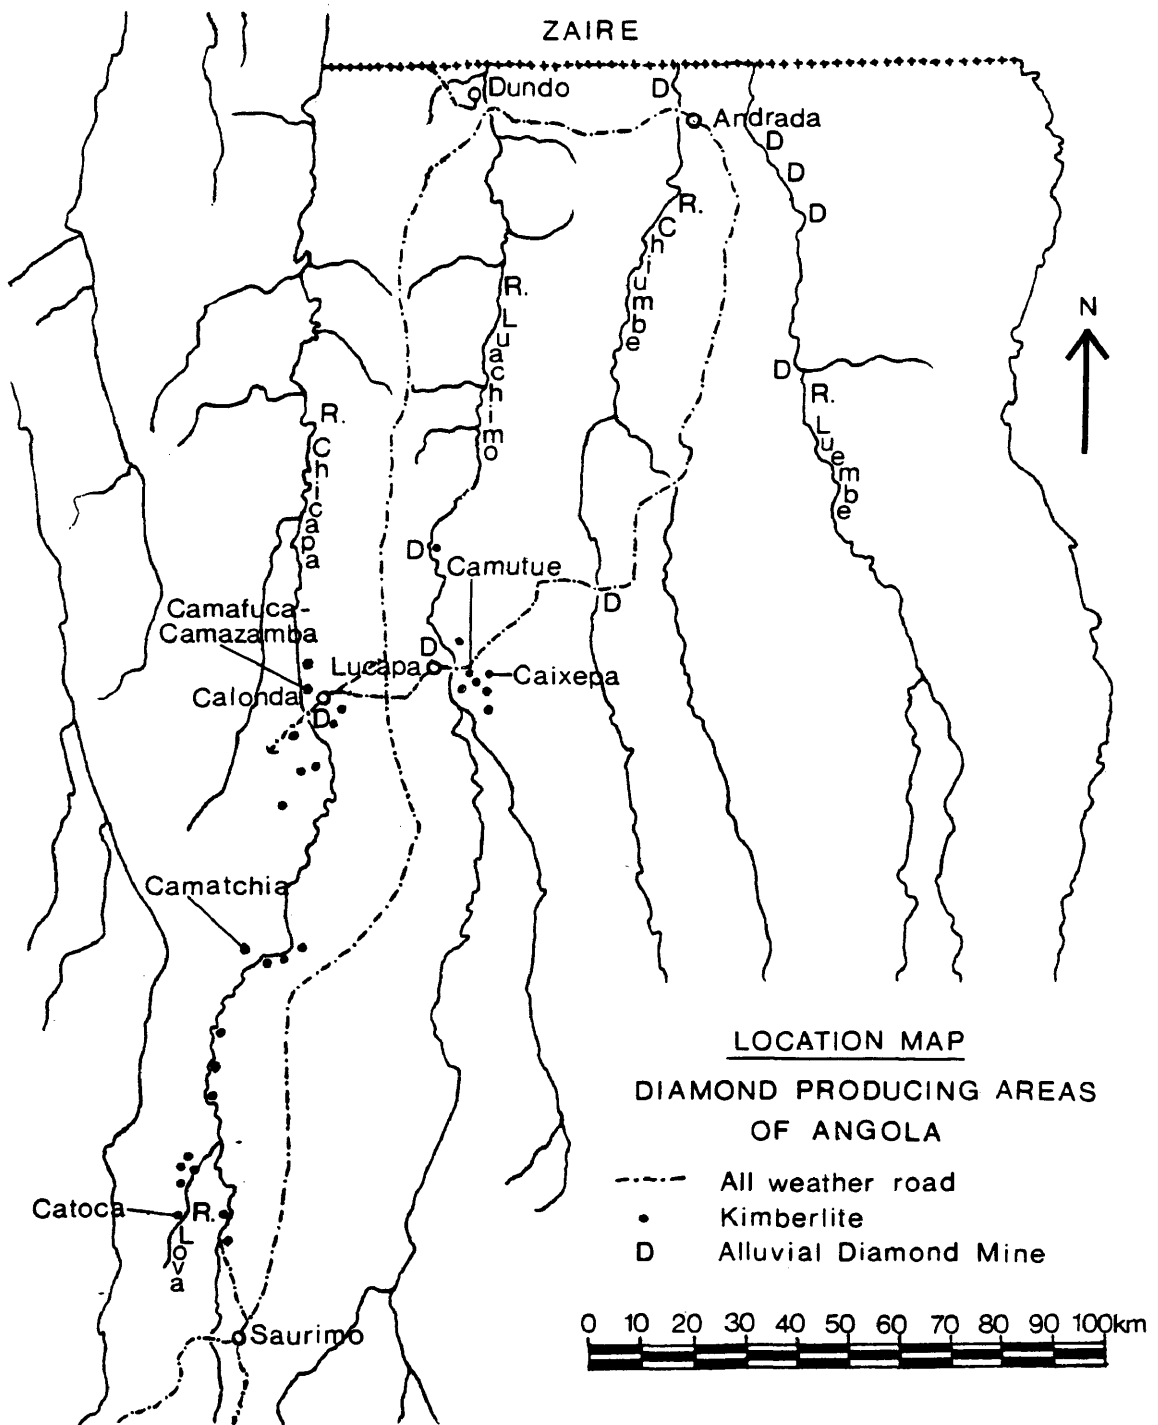 ZAIRE
Dundo
D
Andrada
D
D
D
R. Chiumbe
R. Luachimo
D
R. Luembe
R. Chicapa
D
Camutue
D
Camafuca-
Camazamba
D
Lucapa
Caixepa
Calonda
D
Camatchia
Catoca
R. Lova
Saurimo
N
LOCATION MAP
DIAMOND PRODUCING AREAS
OF ANGOLA
All weather road
Kimberlite
D Alluvial Diamond Mine
0 10 20 30 40 50 60 70 80 90 100km